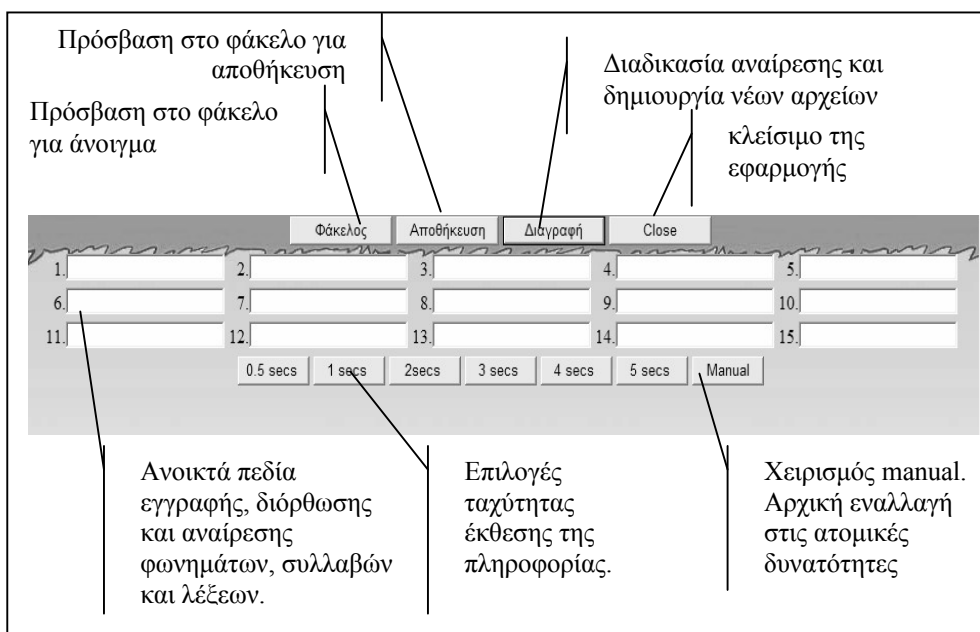 Πρόσβαση στο φάκελο για
αποθήκευση
Πρόσβαση στο φάκελο
για άνοιγμα
Διαδικασία αναίρεσης και
δημιουργία νέων αρχείων
κλείσιμο της
εφαρμογής
Φάκελος Αποθήκευση Διαγραφή Close
1. 2. 3. 4. 5.
6. 7. 8. 9. 10.
11. 12. 13. 14. 15.
0.5 secs 1 secs 2secs 3 secs 4 secs 5 secs Manual
Ανοικτά πεδία
εγγραφής, διόρθωσης
και αναίρεσης
φωνημάτων, συλλαβών
και λέξεων.
Επιλογές
ταχύτητας
έκθεσης της
πληροφορίας.
Χειρισμός manual.
Αρχική εναλλαγή
στις ατομικές
δυνατότητες